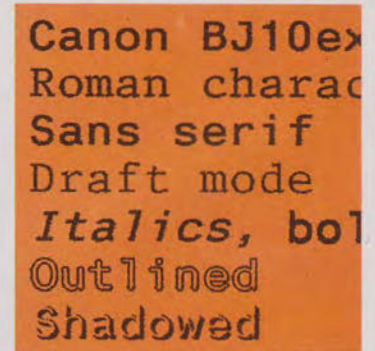 Canon BJ10ex
Roman charac
Sans serif
Draft mode
Italics, bol
Outlined
Shadowed